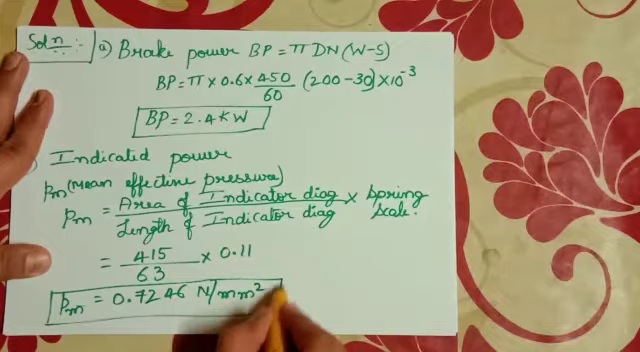 Soln :-
a) Brake power BP = π DN (W-S)
BP = π × 0.6 × 450/60 (200-30) × 10^-3
BP = 2.4 kW
) Indicated power
Pm (Mean effective pressure)
Pm = Area of Indicator diag / Length of Indicator diag × Spring Scale.
= 415/63 × 0.11
Pm = 0.7246 N/mm²